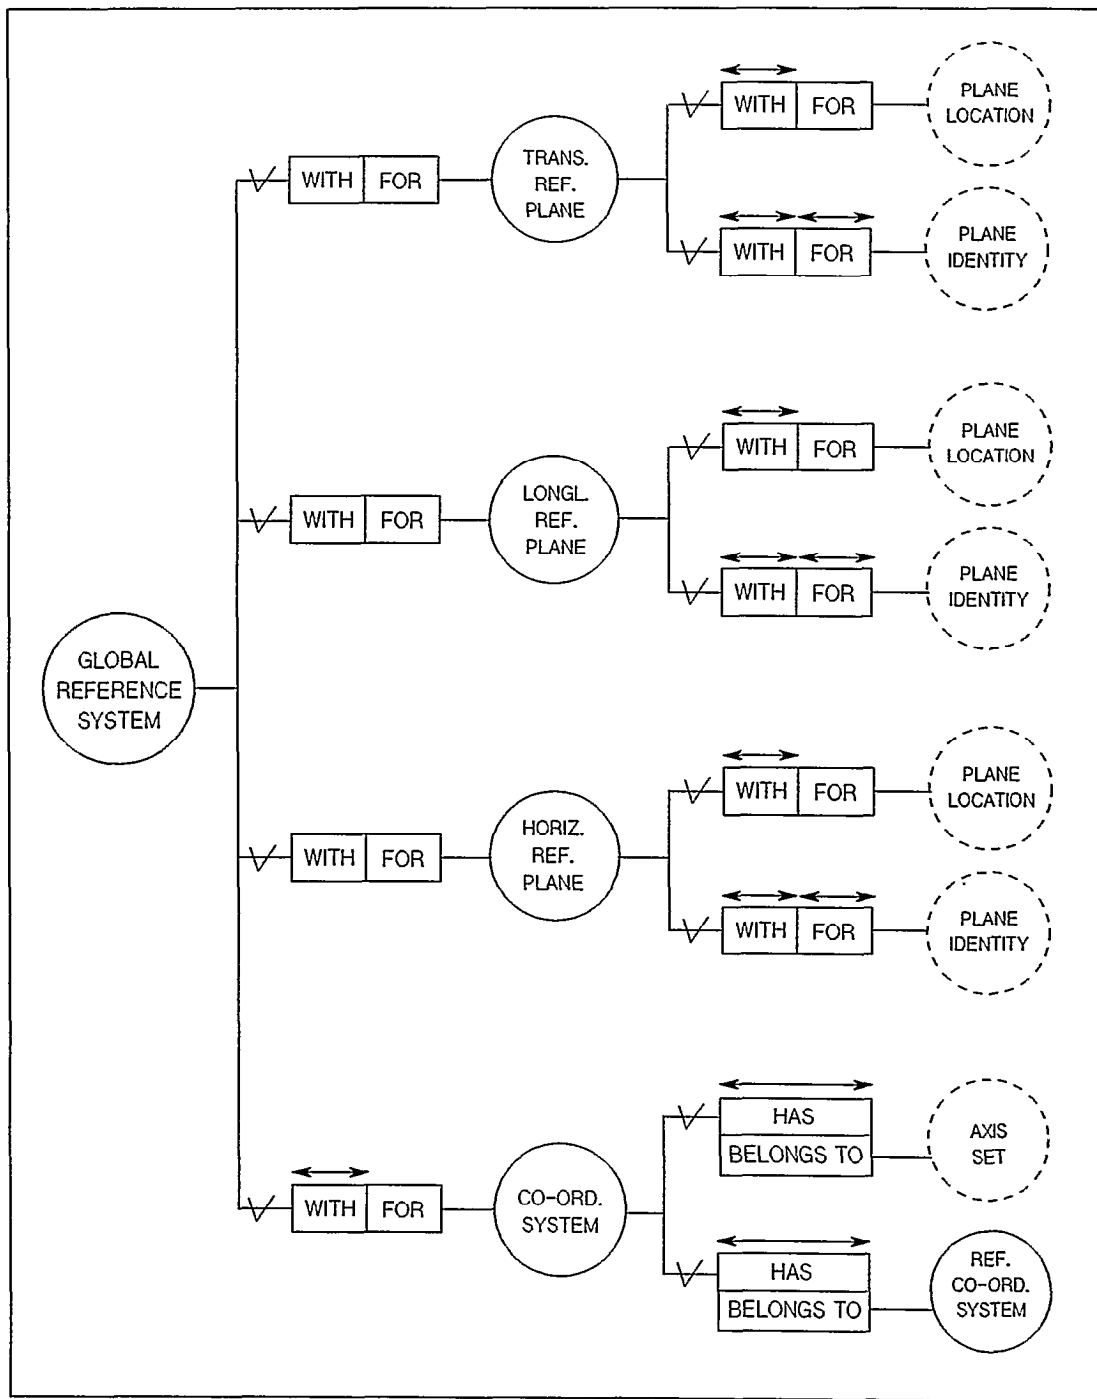 WITH FOR
PLANE
LOCATION
WITH FOR
TRANS.
REF.
PLANE
WITH FOR
PLANE
IDENTITY
WITH FOR
PLANE
LOCATION
WITH FOR
LONGL.
REF.
PLANE
WITH FOR
PLANE
IDENTITY
GLOBAL
REFERENCE
SYSTEM
WITH FOR
PLANE
LOCATION
WITH FOR
HORIZ.
REF.
PLANE
WITH FOR
PLANE
IDENTITY
HAS
BELONGS TO
AXIS
SET
WITH FOR
CO-ORD.
SYSTEM
HAS
BELONGS TO
REF.
CO-ORD.
SYSTEM